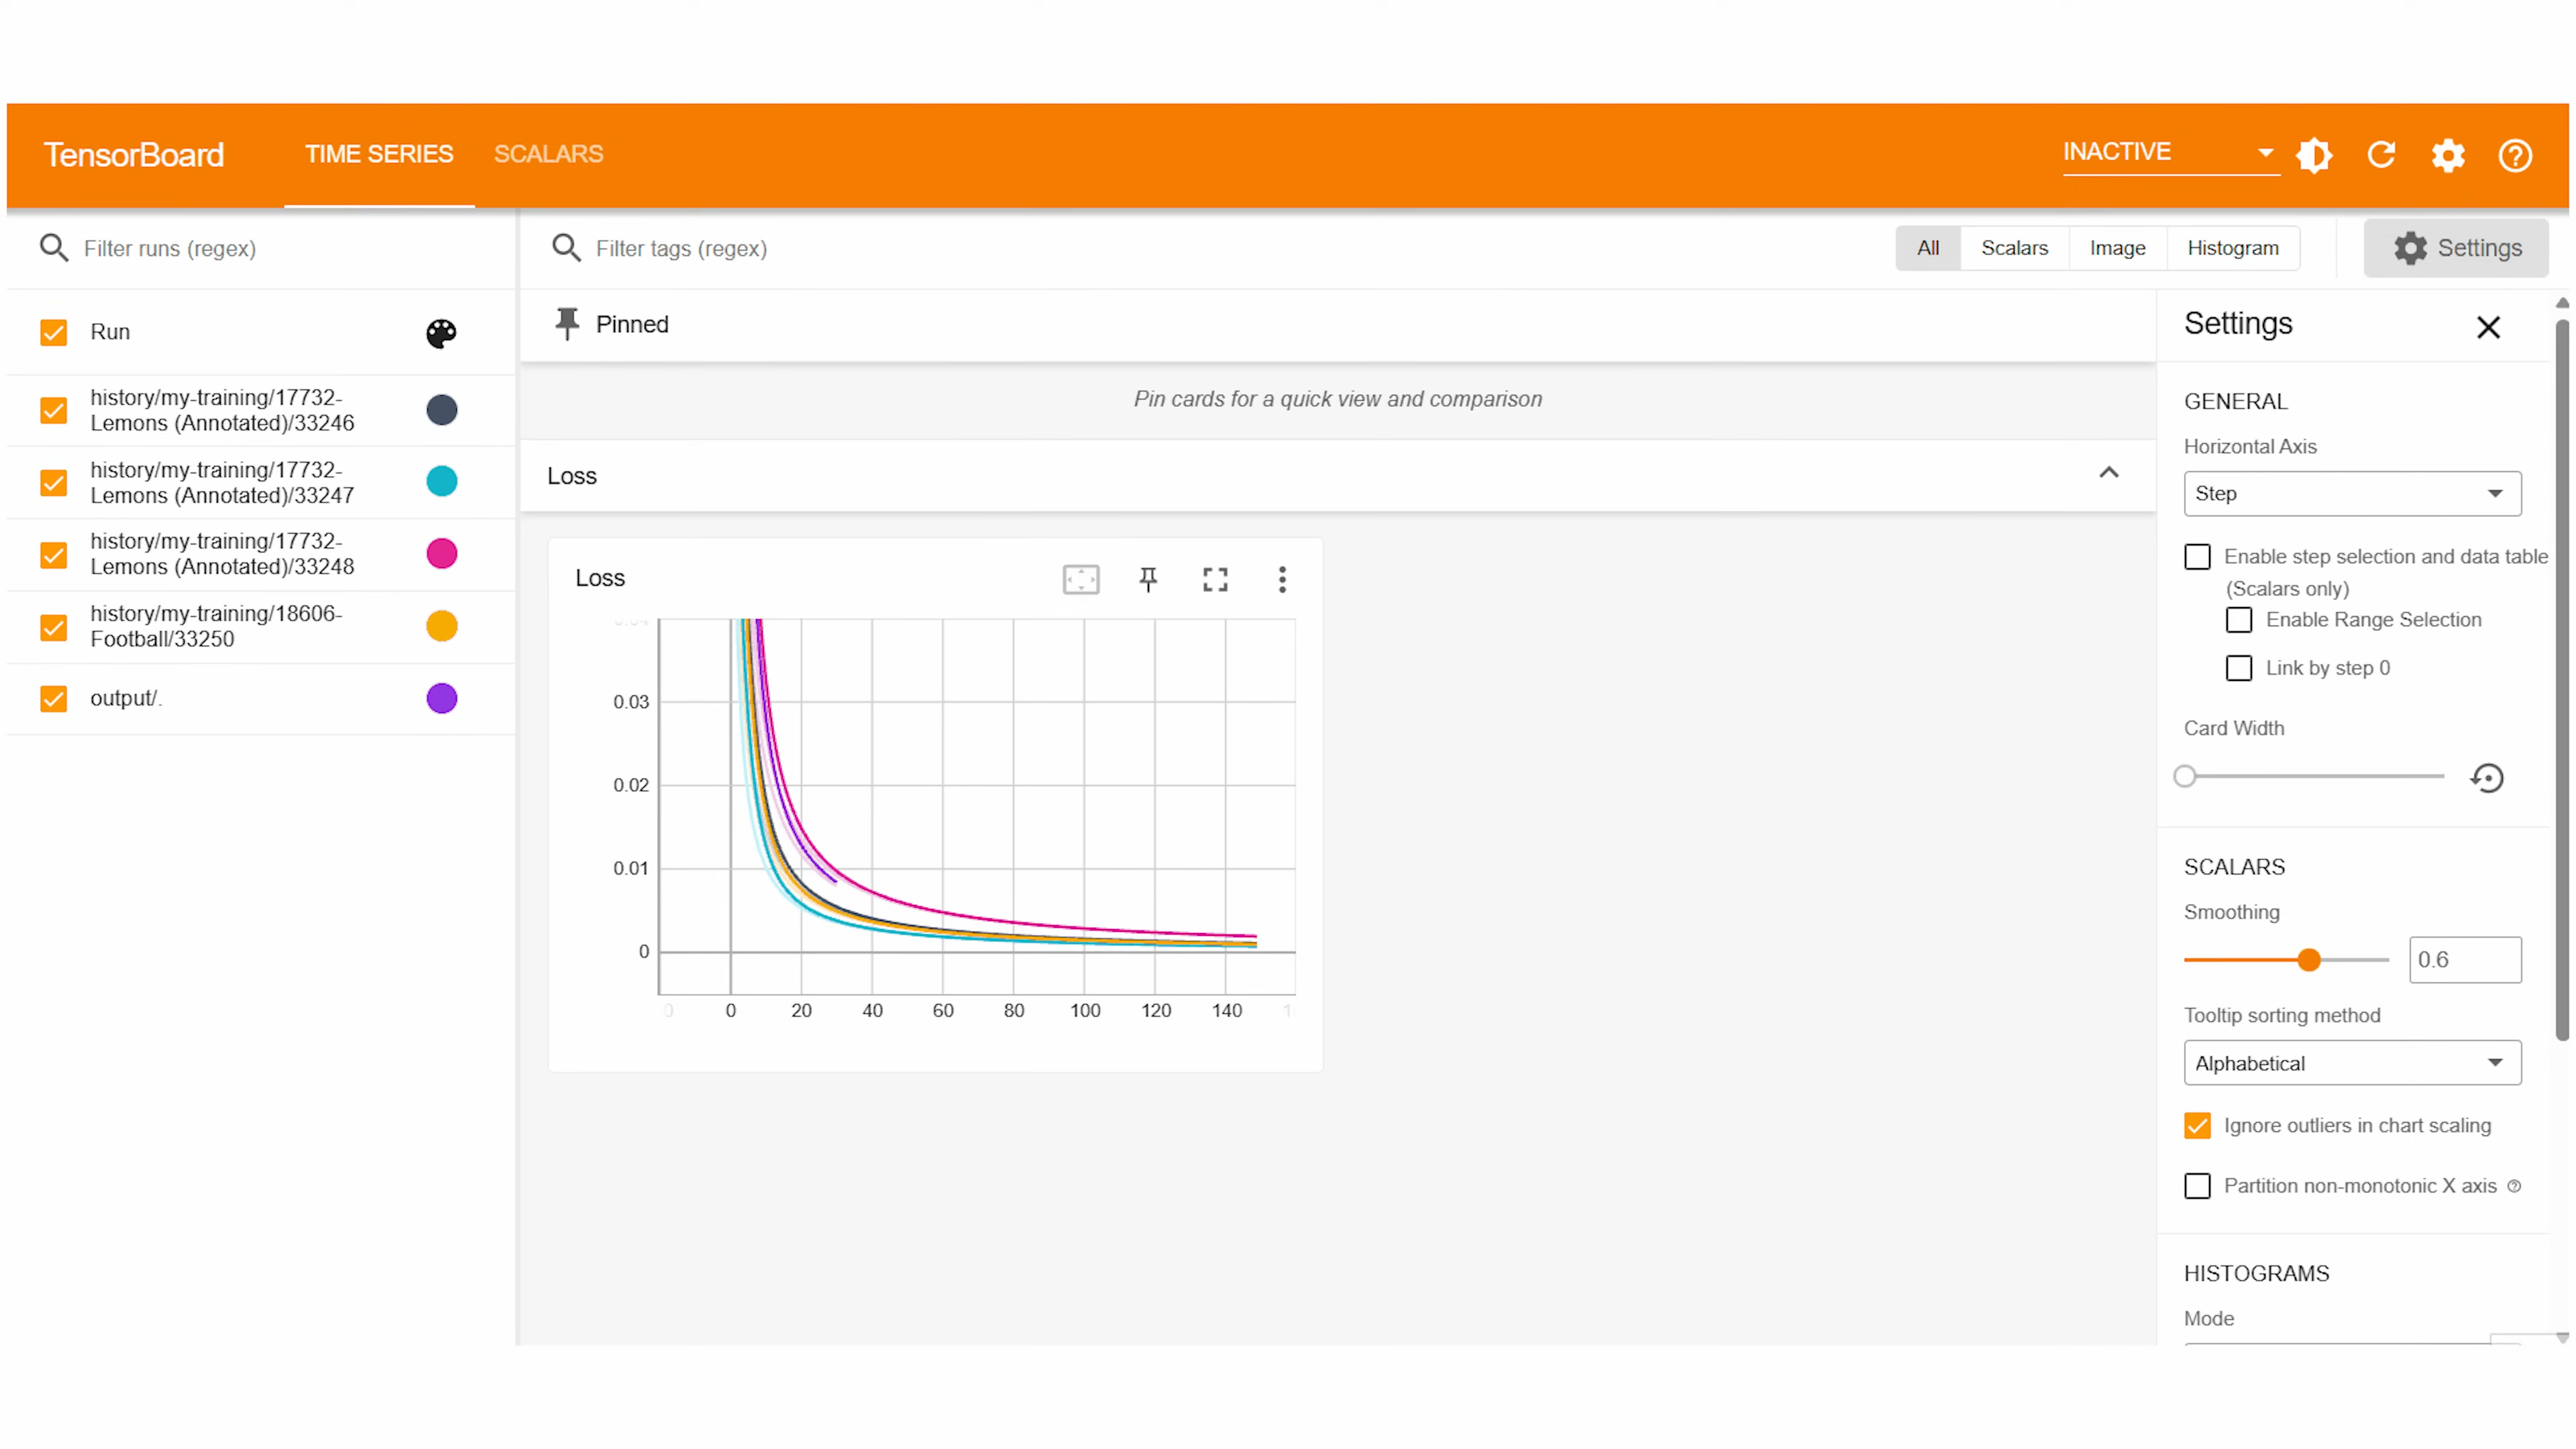 TensorBoard
TIME SERIES
SCALARS
INACTIVE
Filter runs (regex)
Filter tags (regex)
All
Scalars
Image
Histogram
Settings
Run
history/my-training/17732-
Lemons (Annotated)/33246
history/my-training/17732-
Lemons (Annotated)/33247
history/my-training/17732-
Lemons (Annotated)/33248
history/my-training/18606-
Football/33250
output/.
Pinned
Pin cards for a quick view and comparison
Loss
Loss
0.04
0.03
0.02
0.01
0
0
0
20
40
60
80
100
120
140
Settings
GENERAL
Horizontal Axis
Step
Enable step selection and data table
(Scalars only)
Enable Range Selection
Link by step 0
Card Width
SCALARS
Smoothing
0.6
Tooltip sorting method
Alphabetical
Ignore outliers in chart scaling
Partition non-monotonic X axis
HISTOGRAMS
Mode